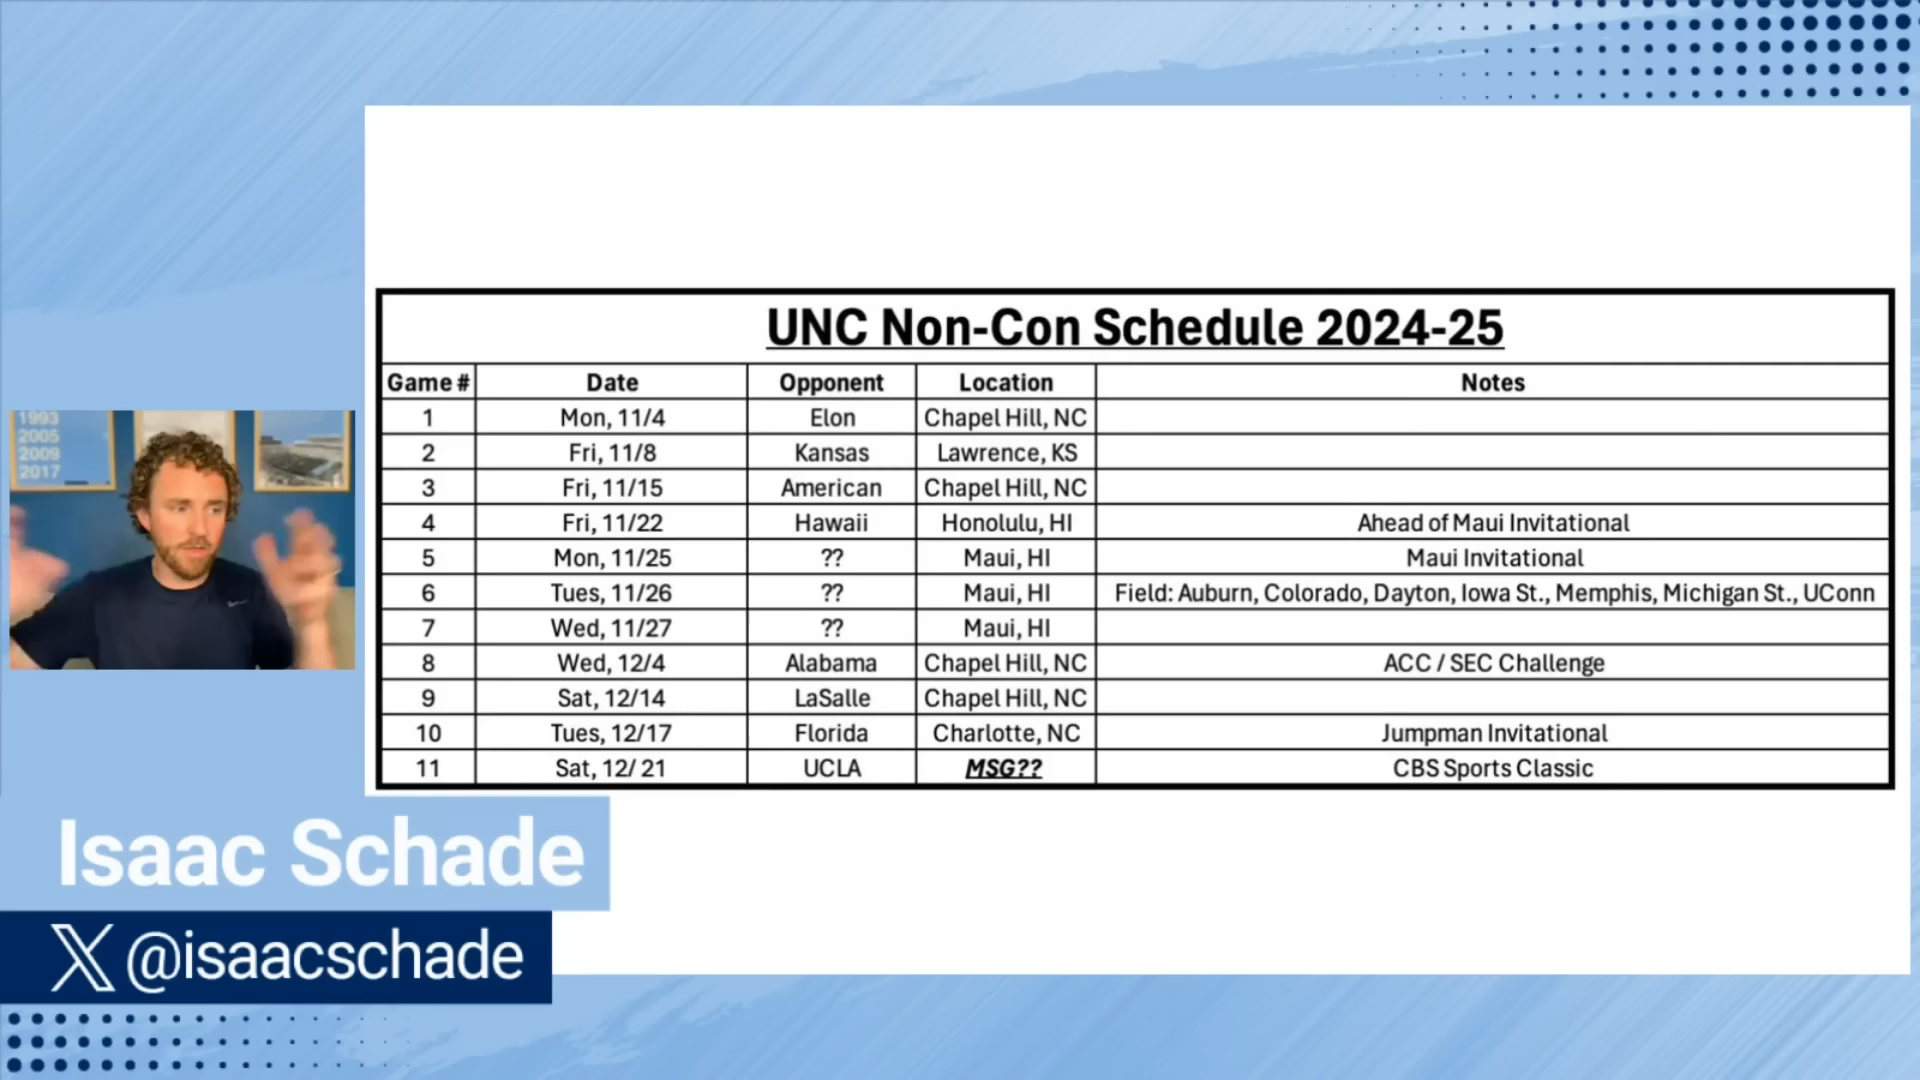 UNC Non-Con Schedule 2024-25
Game # Date Opponent Location Notes
1 Mon, 11/4 Elon Chapel Hill, NC
2 Fri, 11/8 Kansas Lawrence, KS
3 Fri, 11/15 American Chapel Hill, NC
4 Fri, 11/22 Hawaii Honolulu, HI Ahead of Maui Invitational
5 Mon, 11/25 ?? Maui, HI Maui Invitational
6 Tues, 11/26 ?? Maui, HI Field: Auburn, Colorado, Dayton, Iowa St., Memphis, Michigan St., UConn
7 Wed, 11/27 ?? Maui, HI
8 Wed, 12/4 Alabama Chapel Hill, NC ACC / SEC Challenge
9 Sat, 12/14 LaSalle Chapel Hill, NC
10 Tues, 12/17 Florida Charlotte, NC Jumpman Invitational
11 Sat, 12/ 21 UCLA MSG?? CBS Sports Classic
1993
2005
2009
2017
Isaac Schade
X @isaacschade